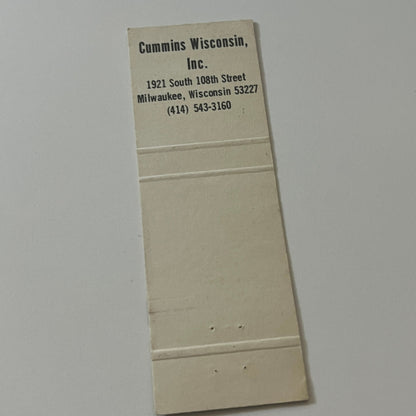 Cummins Wisconsin,
Inc.
1921 South 108th Street
Milwaukee, Wisconsin 53227
(414) 543-3160